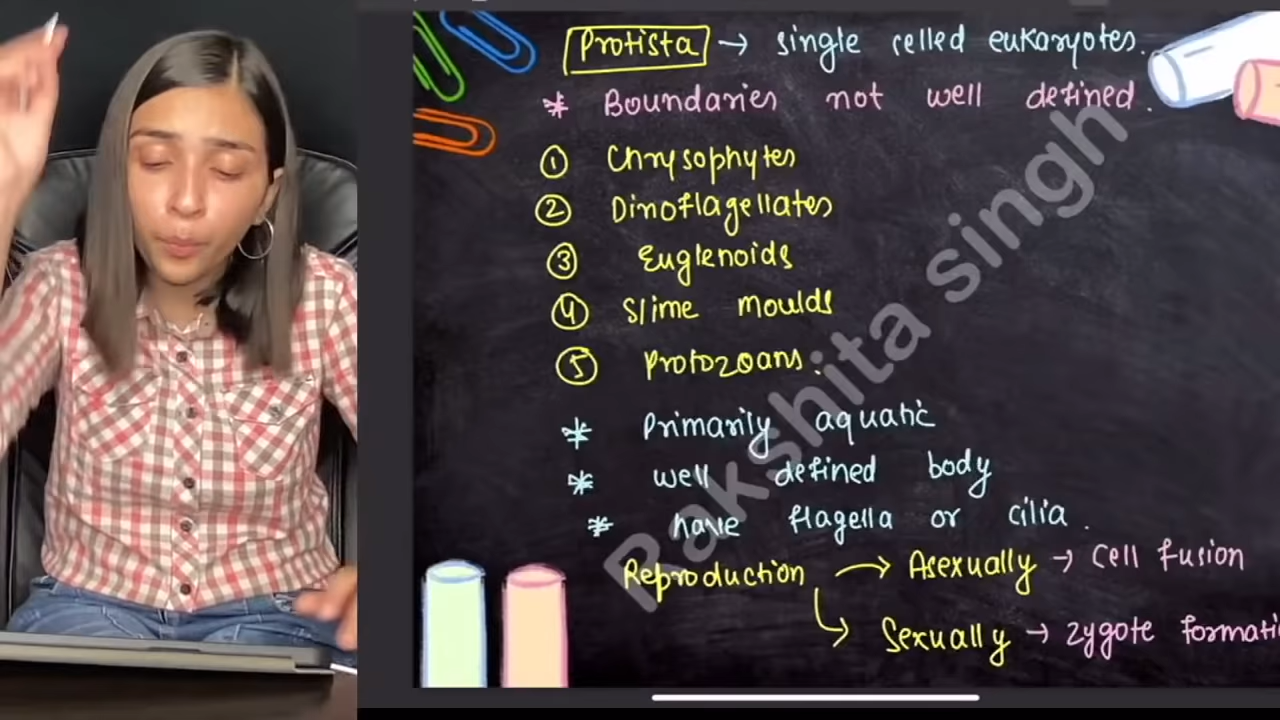 Protista → single celled eukaryotes.
* Boundaries not well defined.
① Chrysophytes
② Dinoflagellates
③ Euglenoids
④ Slime moulds
⑤ Protozoans.
* Primarily aquatic
* well defined body
* have flagella or cilia.
Reproduction → Asexually → cell fusion
↳ Sexually → zygote formati
Rakshita singh